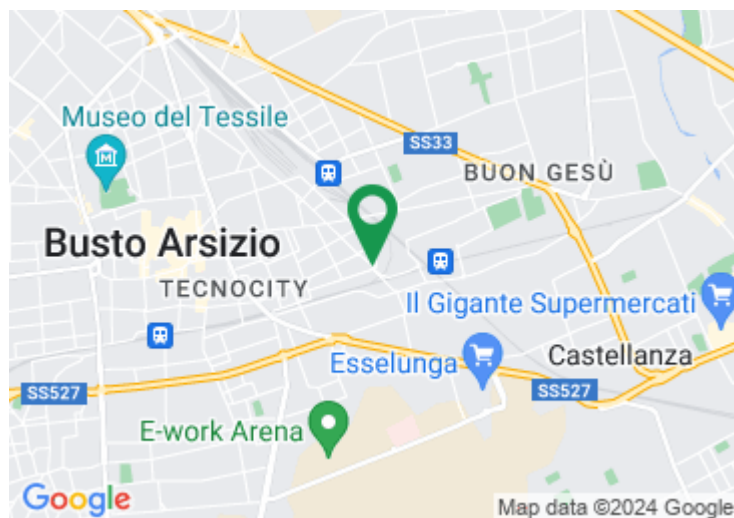 Museo del Tessile
SS33
BUON GESÙ
Busto Arsizio
TECNOCITY
Il Gigante Supermercati
Esselunga
Castellanza
SS527
SS527
E-work Arena
Google
Map data ©2024 Google